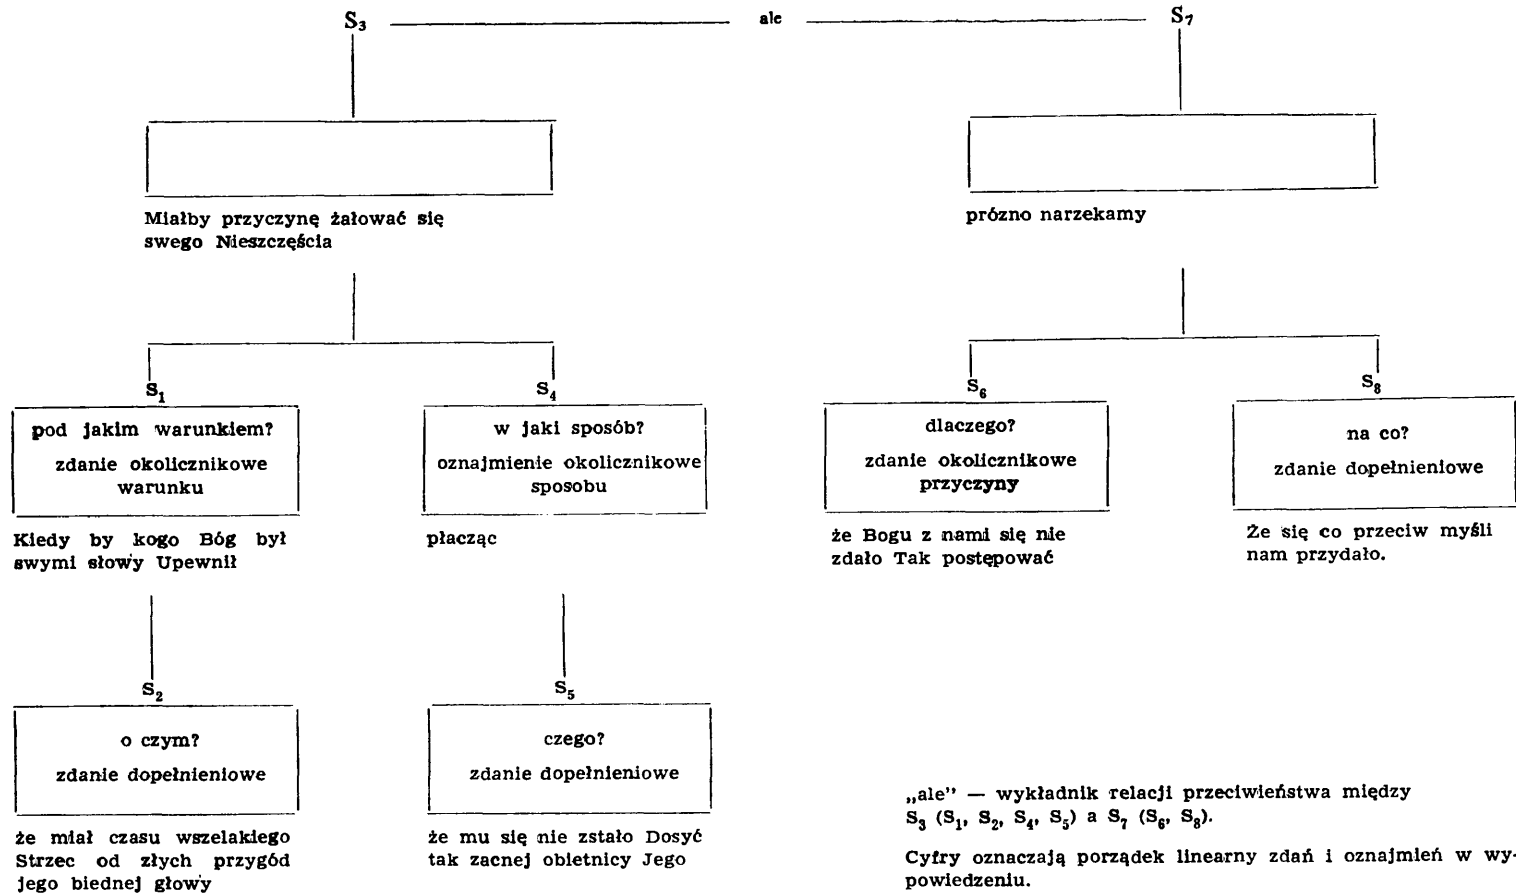 S₃ ale S₇
Miałby przyczynę żałować się
swego Nieszczęścia
prózno narzekamy
S₁
pod jakim warunkiem?
zdanie okolicznikowe
warunku
Kiedy by kogo Bóg był
swymi słowy Upewnił
S₄
w jaki sposób?
oznajmienie okolicznikowe
sposobu
płacząc
S₆
dlaczego?
zdanie okolicznikowe
przyczyny
że Bogu z nami się nie
zdało Tak postępować
S₈
na co?
zdanie dopełnieniowe
Że się co przeciw myśli
nam przydało.
S₂
o czym?
zdanie dopełnieniowe
że miał czasu wszelakiego
Strzec od złych przygód
jego biednej głowy
S₅
czego?
zdanie dopełnieniowe
że mu się nie zstało Dosyć
tak zacnej obietnicy Jego
„ale” — wykładnik relacji przeciwieństwa między
S₃ (S₁, S₂, S₄, S₅) a S₇ (S₆, S₈).
Cyfry oznaczają porządek linearny zdań i oznajmień w wy-
powiedzeniu.